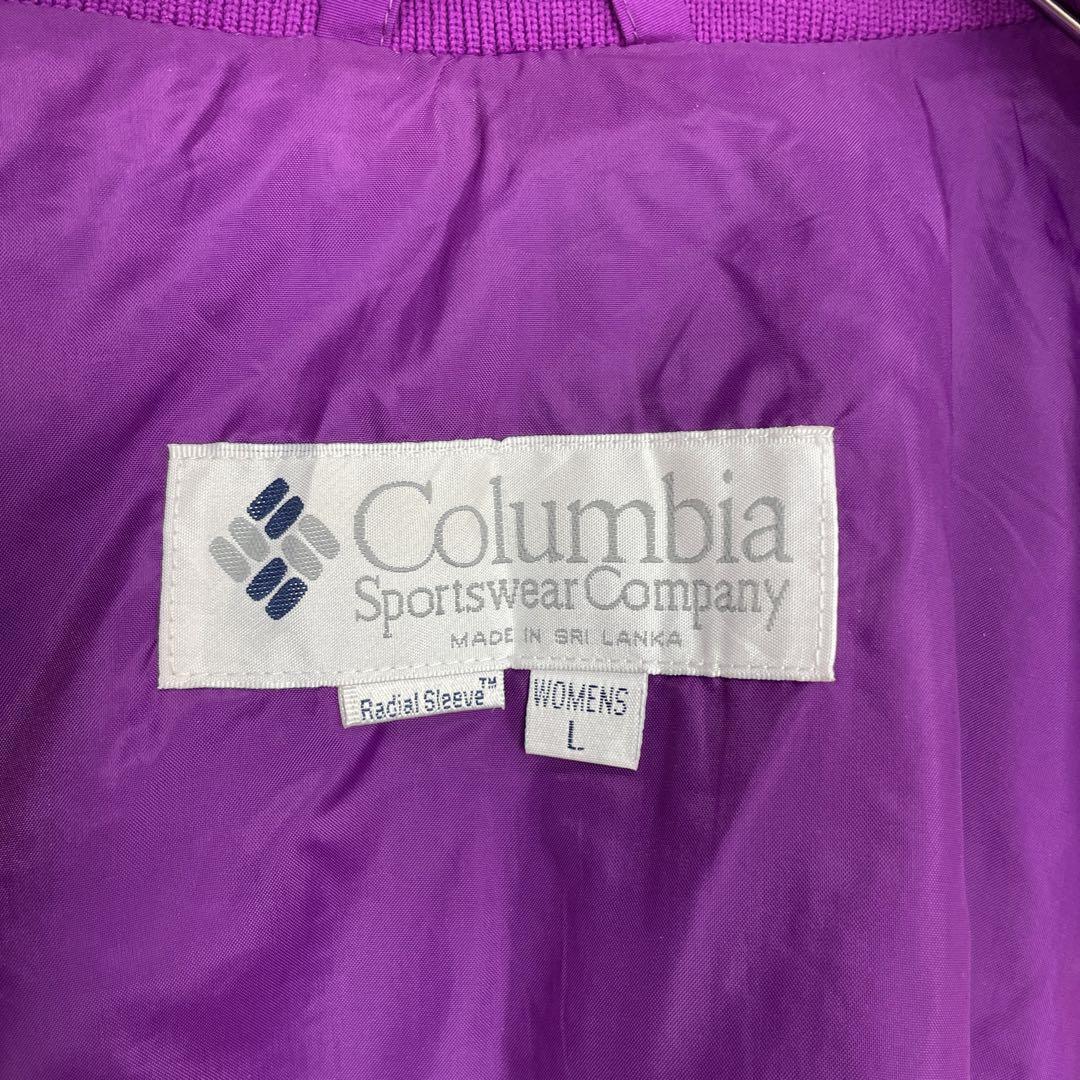 Columbia
Sportswear Company
MADE IN SRI LANKA
Radial Sleeve™
WOMENS
L